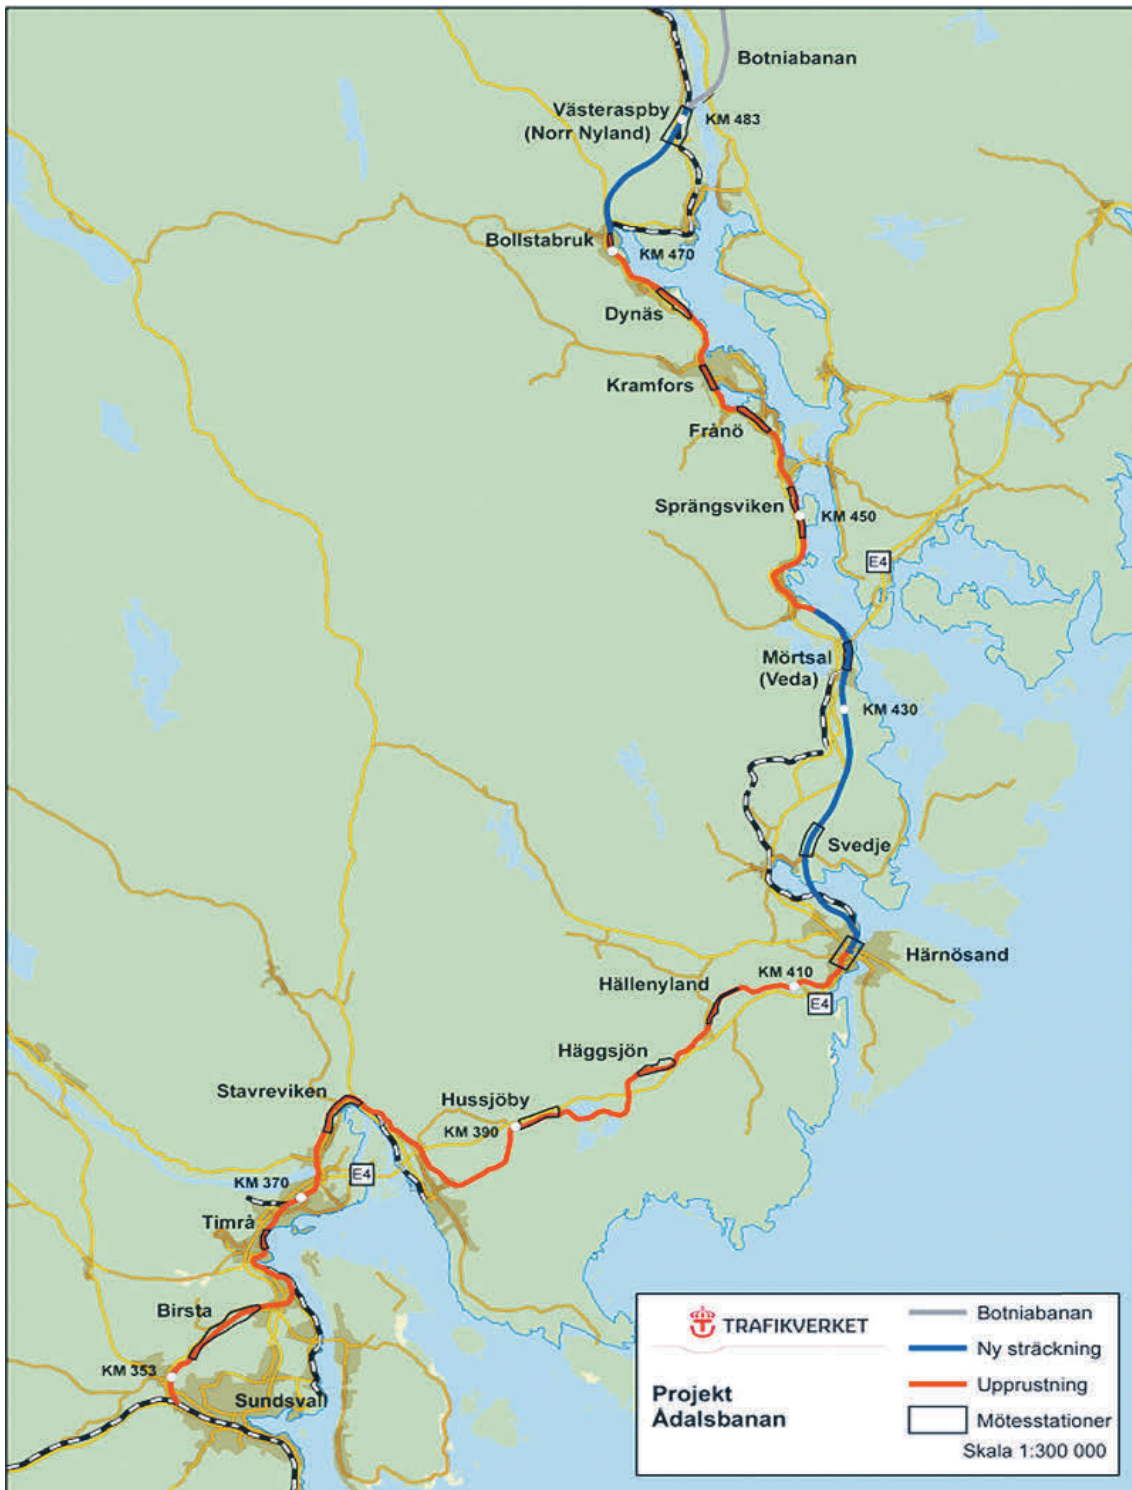 Botniabanan
Västeraspby
(Norr Nyland)
KM 483
Bollstabruk
KM 470
Dynäs
Kramfors
Frånö
Sprängsviken
KM 450
E4
Mörtsal
(Veda)
KM 430
Svedje
Härnösand
KM 410
Hällenyland
E4
Häggsjön
Stavreviken
Hussjöby
KM 390
E4
KM 370
Timrå
Birsta
KM 353
Sundsvall
TRAFIKVERKET
Projekt
Ådalsbanan
Botniabanan
Ny sträckning
Upprustning
Mötesstationer
Skala 1:300 000